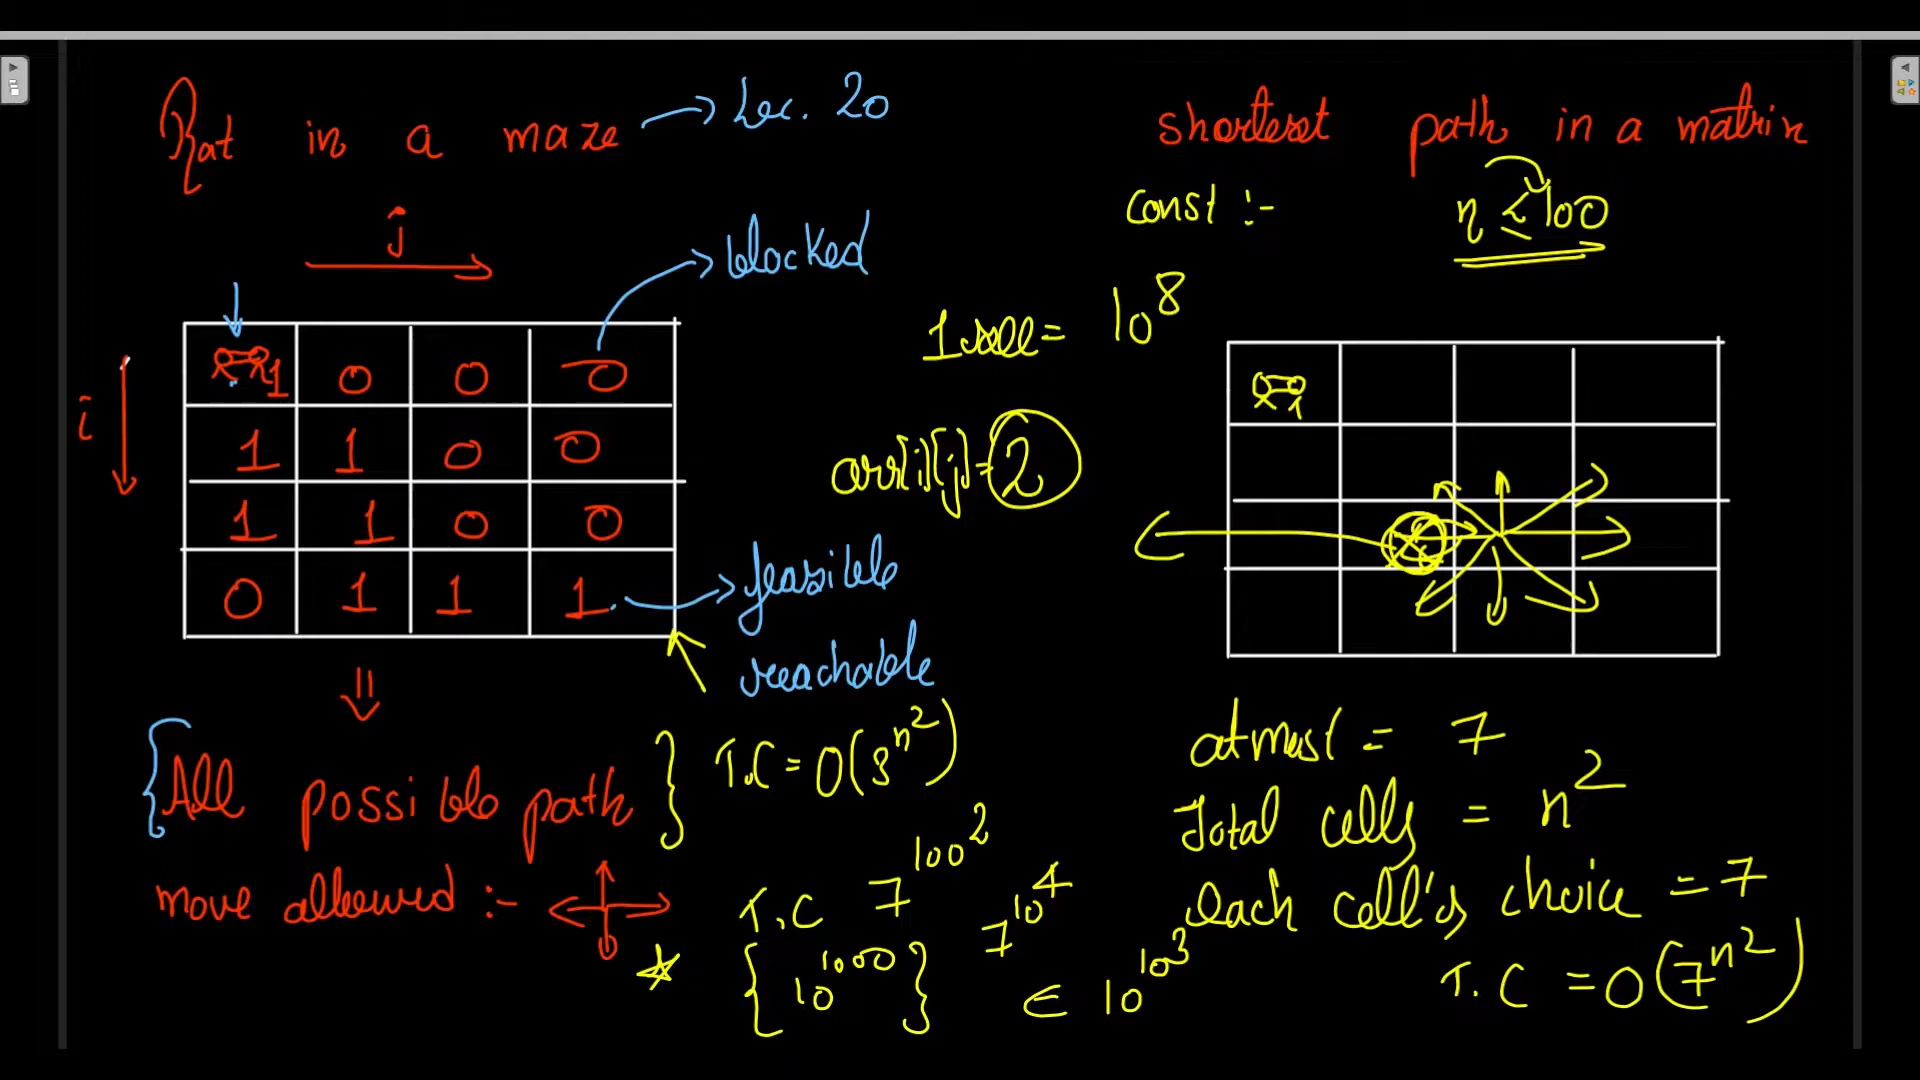 Rat in a maze → Lec. 20
j
blocked
i
1 0 0 0
1 1 0 0
1 1 0 0
0 1 1 1
feasible
reachable
{All possible path} T.C = O(3^n^2)
move allowed :-
T.C 7^100^2
7^10^4
{10^1000} ∈ 10^10^3
shortest path in a matrix
const :- n ≤ 100
1 sec = 10^8
arr[i][j] = 2
atmost = 7
Total cells = n^2
each cell's choice = 7
T.C = O(7^n^2)